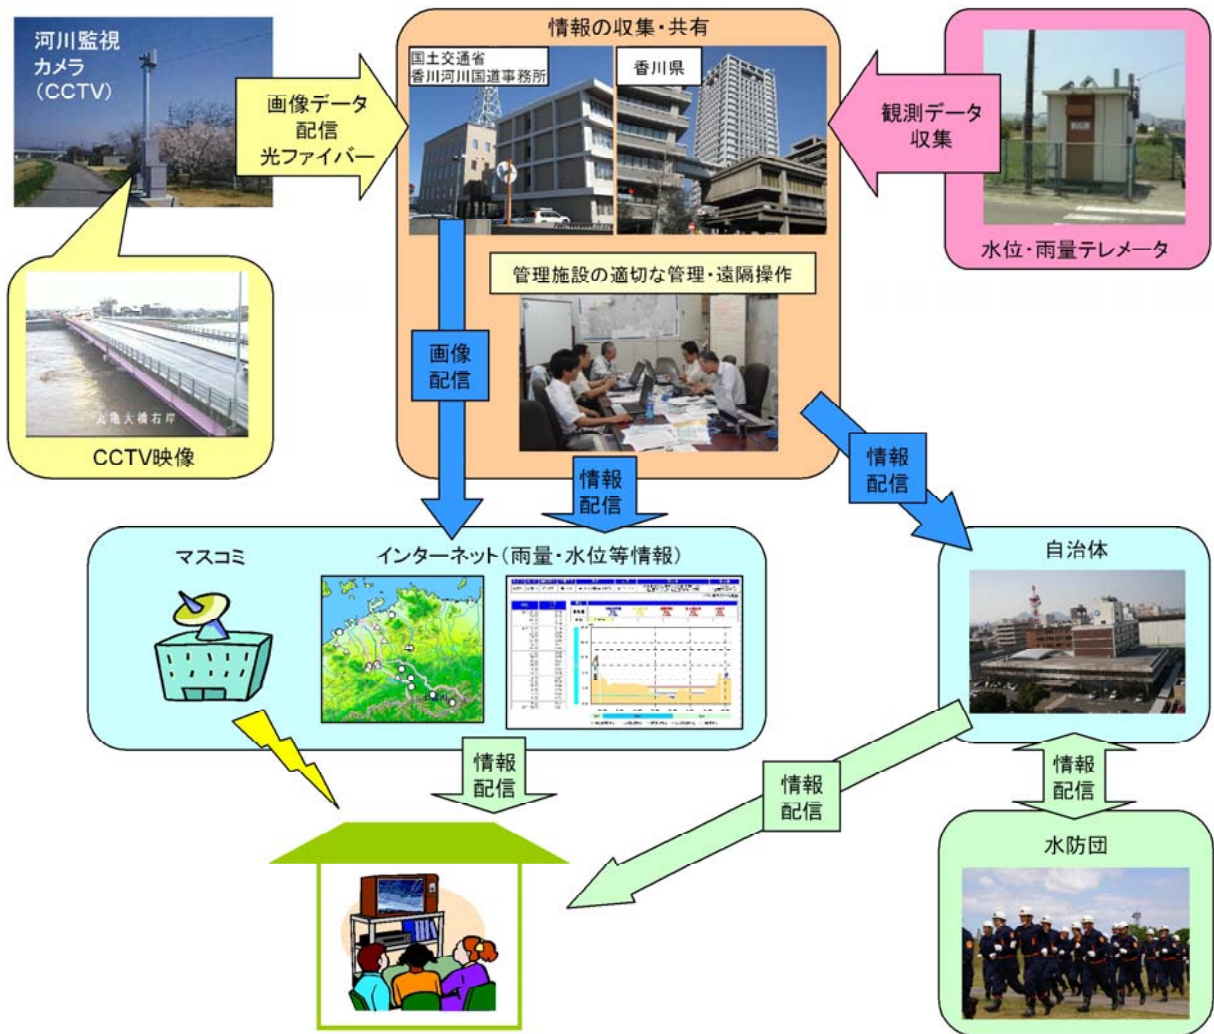 河川監視
カメラ
(CCTV)
画像データ
配信
光ファイバー
情報の収集・共有
国土交通省
香川河川国道事務所
香川県
観測データ
収集
水位・雨量テレメータ
管理施設の適切な管理・遠隔操作
丸亀大橋右岸
CCTV映像
画像
配信
情報
配信
情報
配信
マスコミ
インターネット(雨量・水位等情報)
自治体
情報
配信
情報
配信
情報
配信
水防団